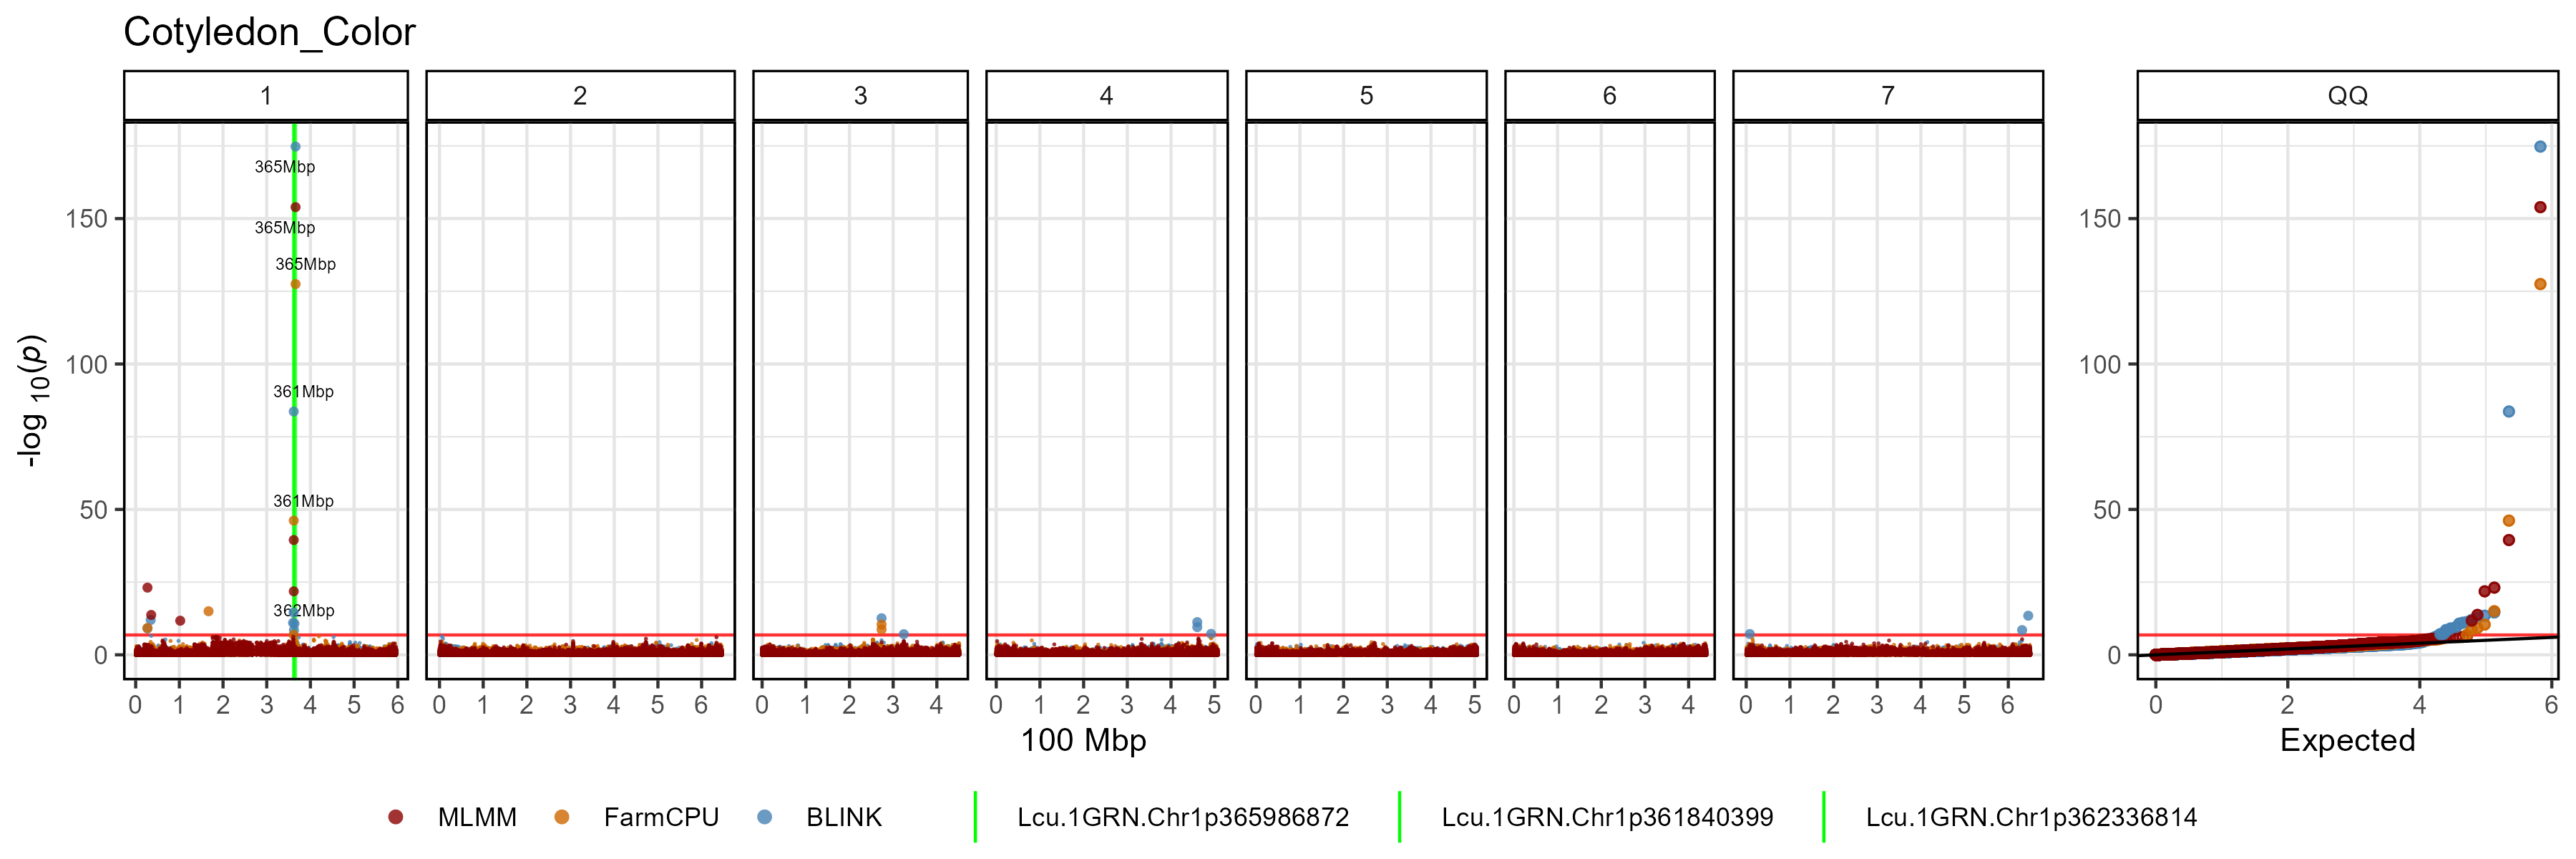 Cotyledon_Color
1 2 3 4 5 6 7 QQ
365Mbp
365Mbp
365Mbp
361Mbp
361Mbp
362Mbp
-log 10(p)
150
100
50
0
150
100
50
0
0 1 2 3 4 5 6 0 1 2 3 4 5 6 0 1 2 3 4 0 1 2 3 4 5 0 1 2 3 4 5 0 1 2 3 4 0 1 2 3 4 5 6 0 2 4 6
100 Mbp Expected
MLMM FarmCPU BLINK Lcu.1GRN.Chr1p365986872 Lcu.1GRN.Chr1p361840399 Lcu.1GRN.Chr1p362336814